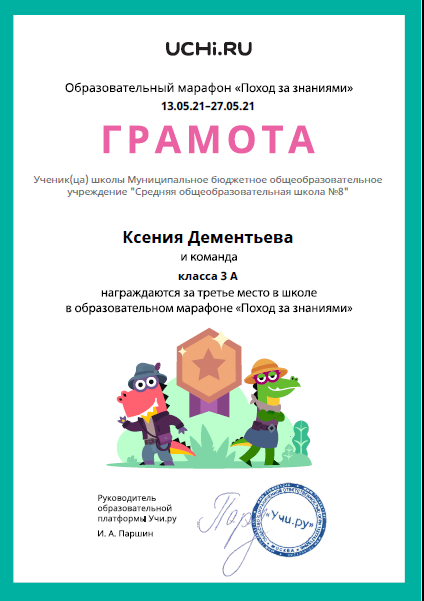 UCHi.RU
Образовательный марафон «Поход за знаниями»
13.05.21–27.05.21
ГРАМОТА
Ученик(ца) школы Муниципальное бюджетное общеобразовательное
учреждение "Средняя общеобразовательная школа №8"
Ксения Дементьева
и команда
класса 3 А
награждаются за третье место в школе
в образовательном марафоне «Поход за знаниями»
Руководитель
образовательной
платформы Учи.ру
И. А. Паршин
«Учи.ру»
МОСКВА